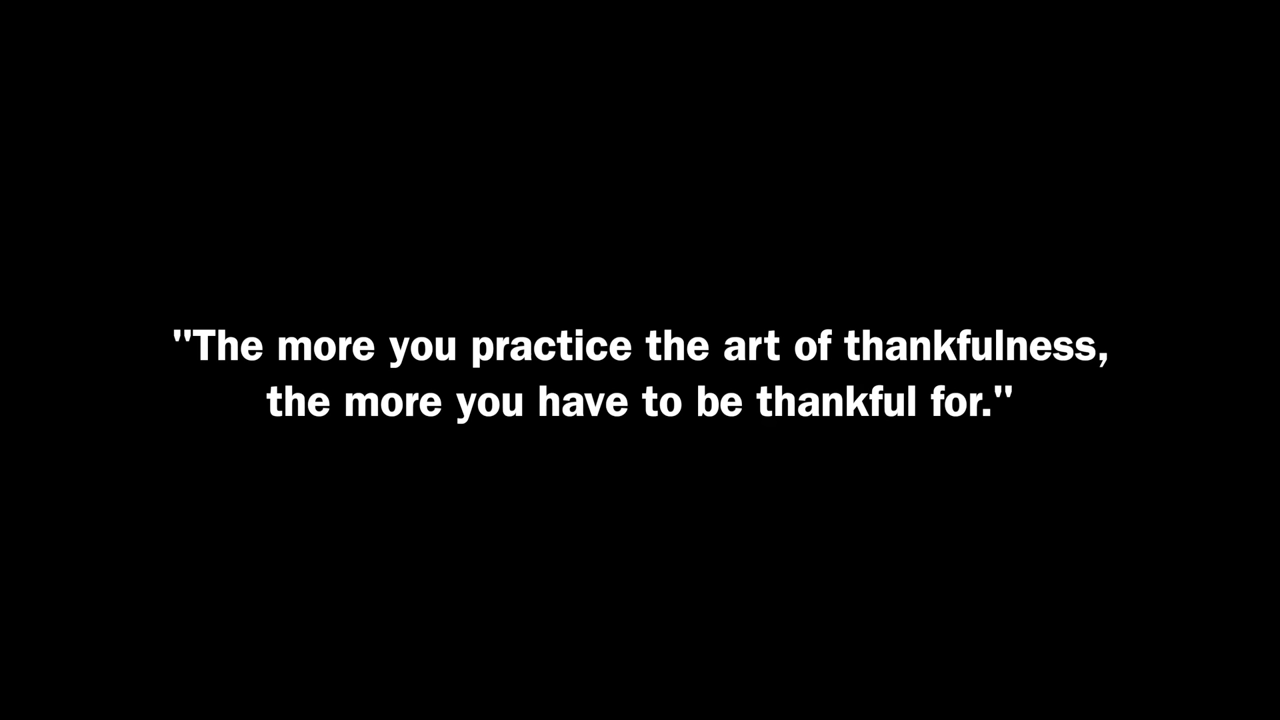 "The more you practice the art of thankfulness,
the more you have to be thankful for."